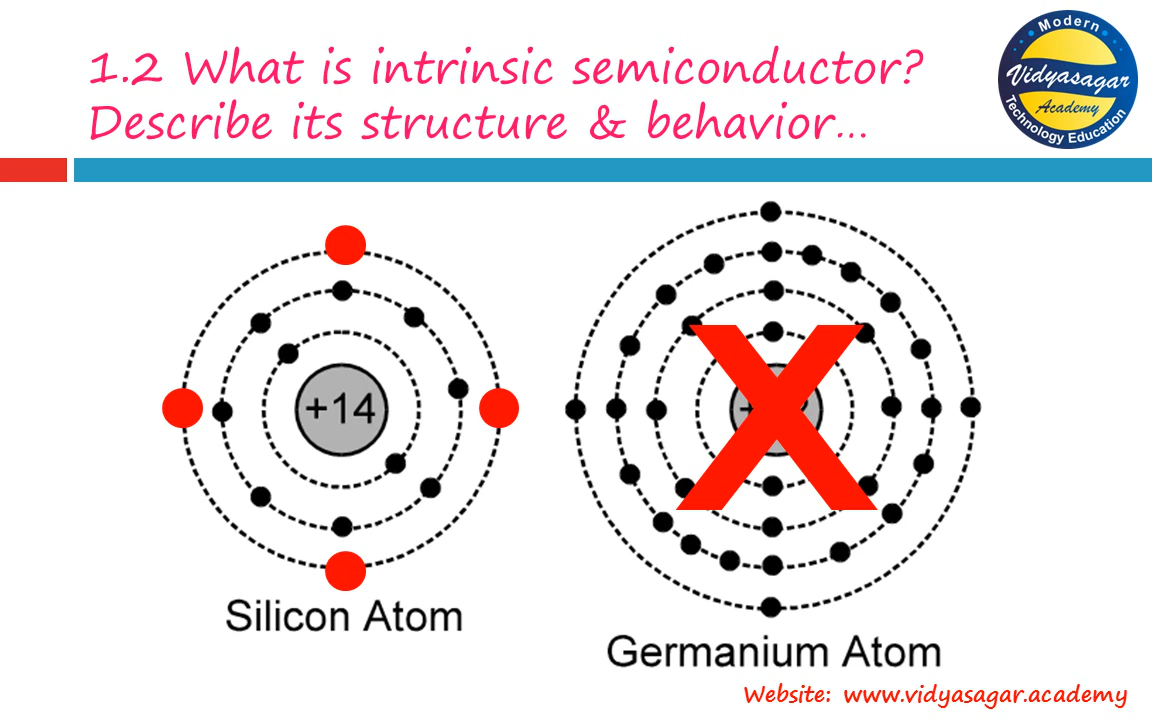 1.2 What is intrinsic semiconductor?
Describe its structure & behavior...
Modern
Vidyasagar
Academy
Technology Education
+14
X
Silicon Atom
Germanium Atom
Website: www.vidyasagar.academy